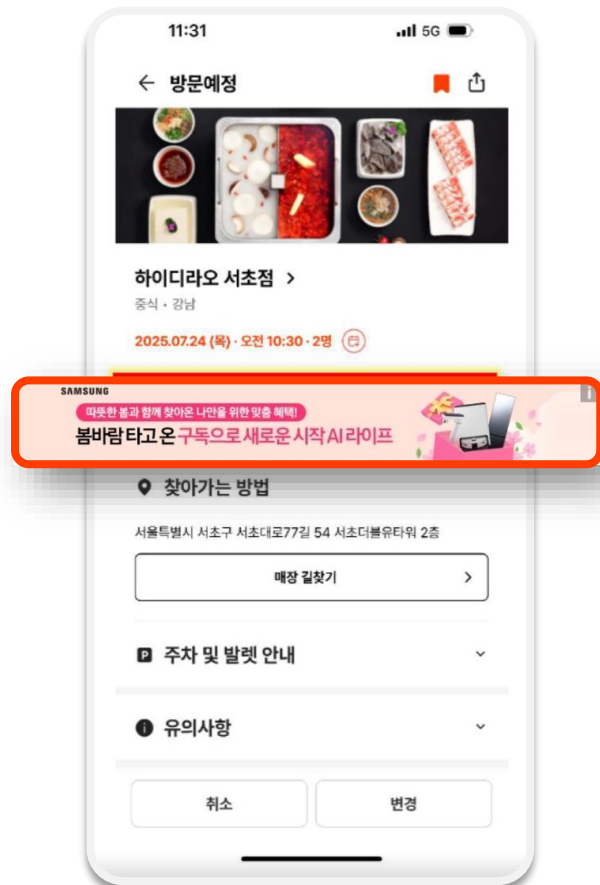 11:31
5G
방문예정
하이디라오 서초점
중식 · 강남
2025.07.24 (목) · 오전 10:30 · 2명
SAMSUNG
따뜻한 봄과 함께 찾아온 나만을 위한 맞춤 혜택!
봄바람 타고 온 구독으로 새로운 시작 AI 라이프
찾아가는 방법
서울특별시 서초구 서초대로77길 54 서초더블유타워 2층
매장 길찾기
P 주차 및 발렛 안내
유의사항
취소
변경